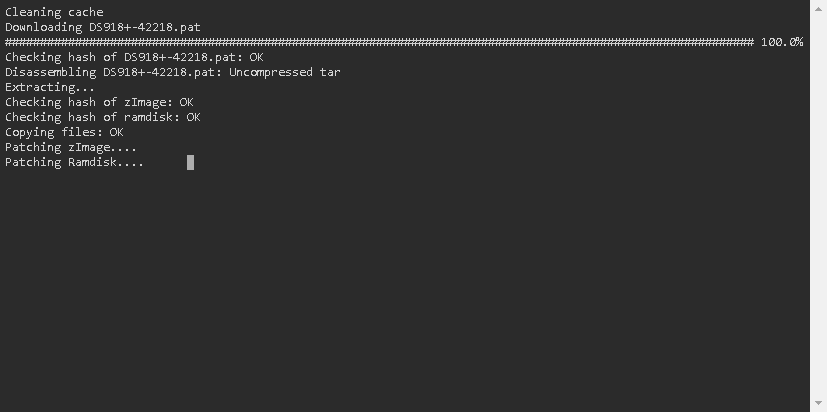 Cleaning cache
Downloading DS918+-42218.pat
########################################################################################################### 100.0%
Checking hash of DS918+-42218.pat: OK
Disassembling DS918+-42218.pat: Uncompressed tar
Extracting...
Checking hash of zImage: OK
Checking hash of ramdisk: OK
Copying files: OK
Patching zImage....
Patching Ramdisk....